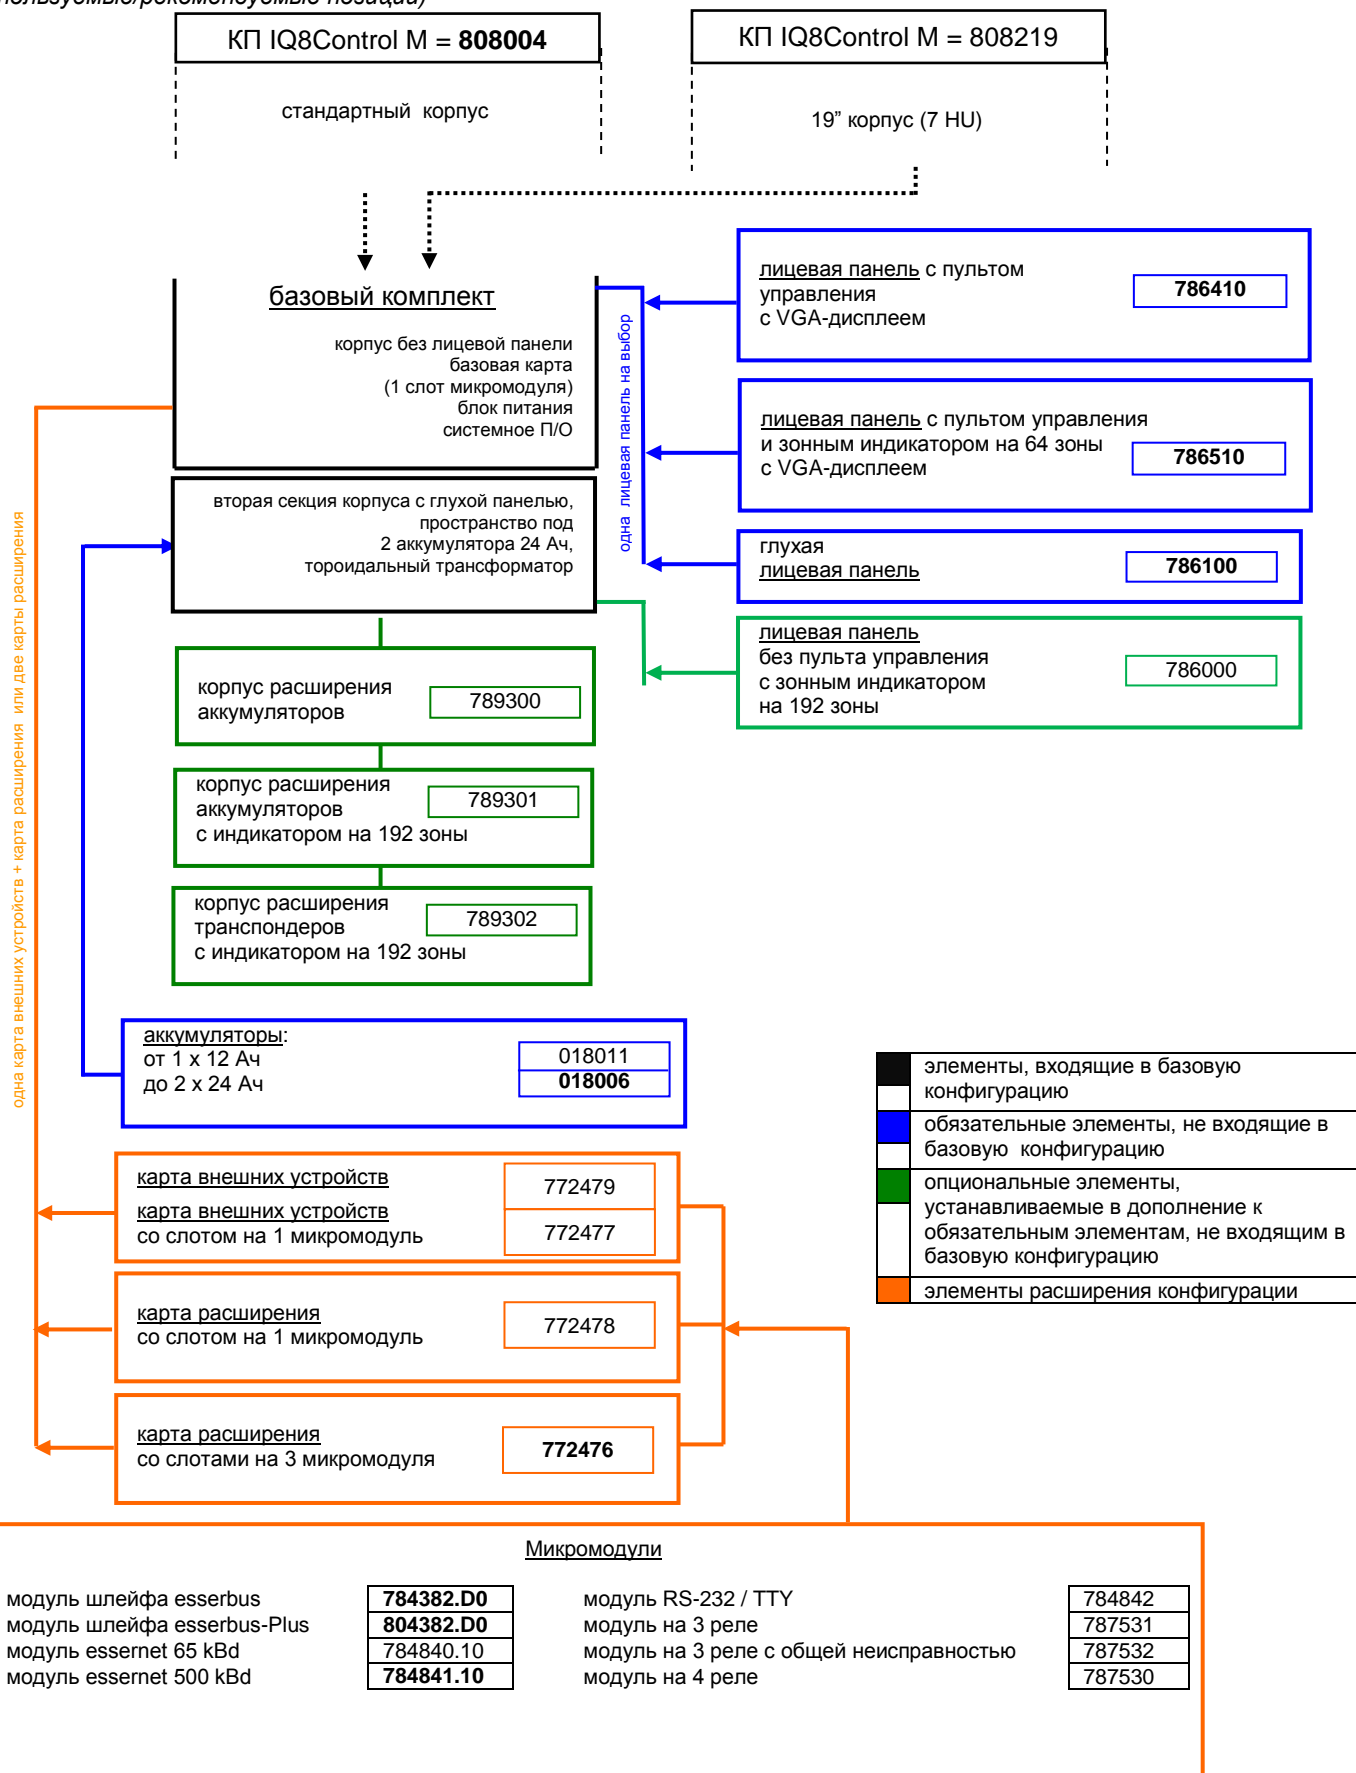 пользуемые/рекомендуемые позиции)
КП IQ8Control M = 808004
КП IQ8Control M = 808219
стандартный корпус
19” корпус (7 HU)
базовый комплект
корпус без лицевой панели
базовая карта
(1 слот микромодуля)
блок питания
системное П/О
вторая секция корпуса с глухой панелью,
пространство под
2 аккумулятора 24 Ач,
тороидальный трансформатор
одна лицевая панель на выбор
лицевая панель с пультом
управления
с VGA-дисплеем
786410
лицевая панель с пультом управления
и зонным индикатором на 64 зоны
с VGA-дисплеем
786510
глухая
лицевая панель
786100
лицевая панель
без пульта управления
с зонным индикатором
на 192 зоны
786000
корпус расширения
аккумуляторов
789300
корпус расширения
аккумуляторов
с индикатором на 192 зоны
789301
корпус расширения
транспондеров
с индикатором на 192 зоны
789302
одна карта внешних устройств + карта расширения или две карты расширения
аккумуляторы:
от 1 x 12 Ач
до 2 x 24 Ач
018011
018006
элементы, входящие в базовую
конфигурацию
обязательные элементы, не входящие в
базовую конфигурацию
опциональные элементы,
устанавливаемые в дополнение к
обязательным элементам, не входящим в
базовую конфигурацию
элементы расширения конфигурации
карта внешних устройств
772479
карта внешних устройств
со слотом на 1 микромодуль
772477
карта расширения
со слотом на 1 микромодуль
772478
карта расширения
со слотами на 3 микромодуля
772476
Микромодули
модуль шлейфа esserbus 784382.D0
модуль шлейфа esserbus-Plus 804382.D0
модуль essernet 65 kBd 784840.10
модуль essernet 500 kBd 784841.10
модуль RS-232 / TTY 784842
модуль на 3 реле 787531
модуль на 3 реле с общей неисправностью 787532
модуль на 4 реле 787530